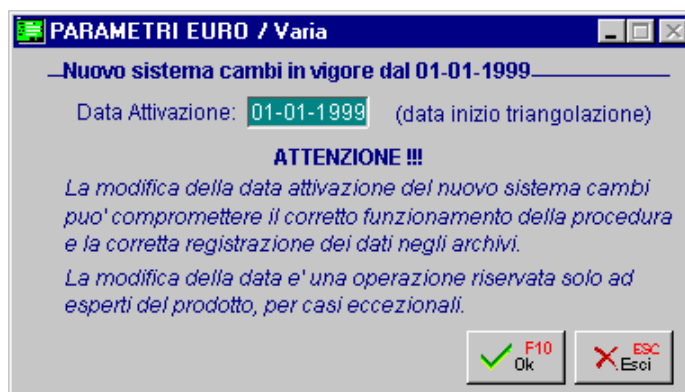 PARAMETRI EURO / Varia
Nuovo sistema cambi in vigore dal 01-01-1999
Data Attivazione: 01-01-1999 (data inizio triangolazione)
ATTENZIONE !!!
La modifica della data attivazione del nuovo sistema cambi
puo' compromettere il corretto funzionamento della procedura
e la corretta registrazione dei dati negli archivi.
La modifica della data e' una operazione riservata solo ad
esperti del prodotto, per casi eccezionali.
F10 ESC
Ok Esci